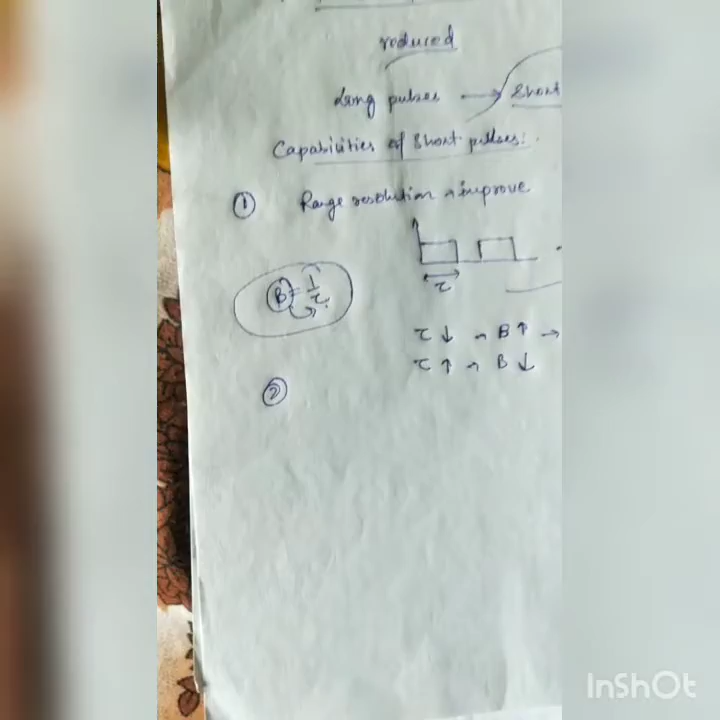 reduced
Long pulses → Short
Capabilities of Short pulses:
① Range resolution → improve
τ
B = 1/τ
τ ↓ → B ↑ →
τ ↑ → B ↓
②
InShOt